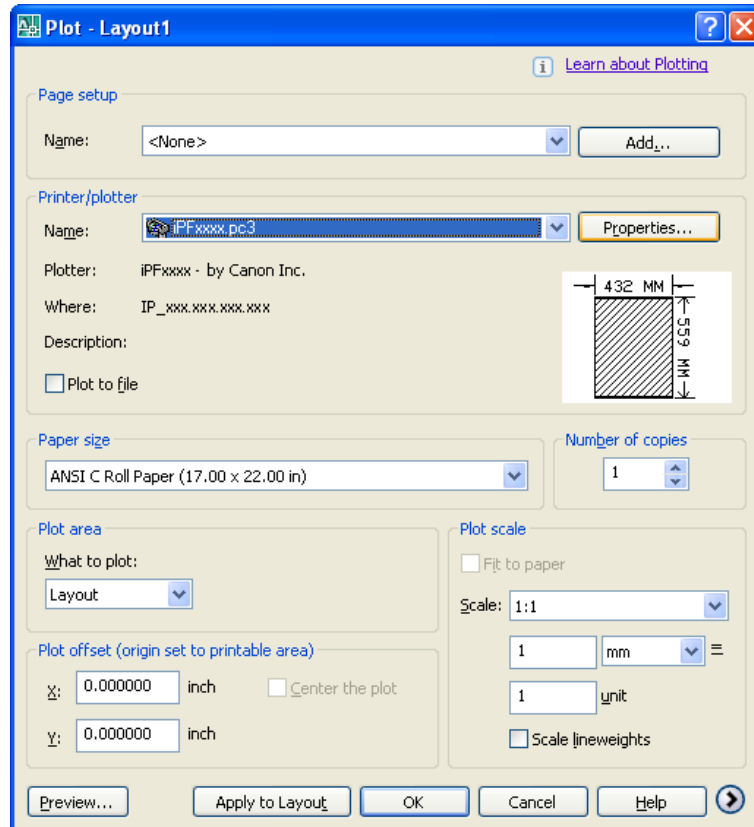 Plot - Layout1
Learn about Plotting
Page setup
Name: <None> Add...
Printer/plotter
Name: iPFxxxx.pc3 Properties...
Plotter: iPFxxxx - by Canon Inc.
Where: IP_xxx.xxx.xxx.xxx
Description:
Plot to file
432 MM
559 MM
Paper size
ANSI C Roll Paper (17.00 x 22.00 in)
Number of copies
1
Plot area
What to plot:
Layout
Plot scale
Fit to paper
Scale: 1:1
1 mm =
1 unit
Scale lineweights
Plot offset (origin set to printable area)
X: 0.000000 inch Center the plot
Y: 0.000000 inch
Preview... Apply to Layout OK Cancel Help